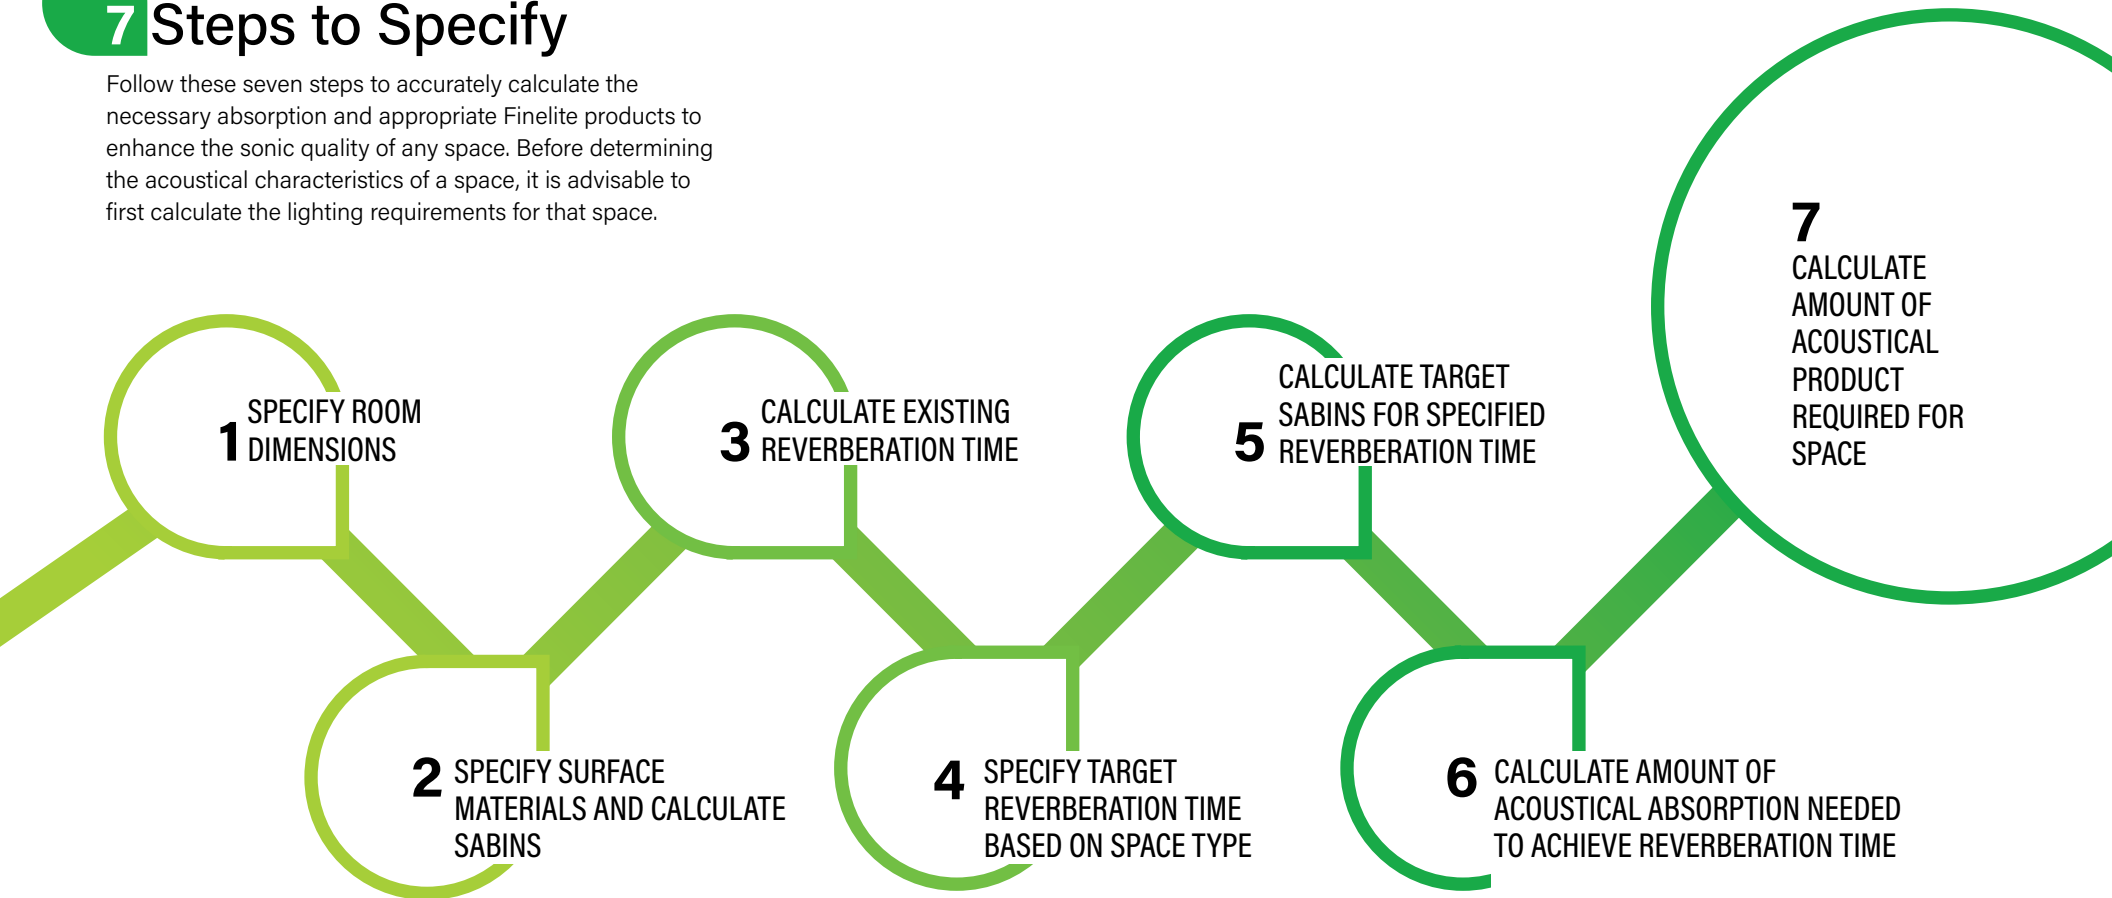 7 Steps to Specify
Follow these seven steps to accurately calculate the
necessary absorption and appropriate Finelite products to
enhance the sonic quality of any space. Before determining
the acoustical characteristics of a space, it is advisable to
first calculate the lighting requirements for that space.
1 SPECIFY ROOM
DIMENSIONS
2 SPECIFY SURFACE
MATERIALS AND CALCULATE
SABINS
3 CALCULATE EXISTING
REVERBERATION TIME
4 SPECIFY TARGET
REVERBERATION TIME
BASED ON SPACE TYPE
5 CALCULATE TARGET
SABINS FOR SPECIFIED
REVERBERATION TIME
6 CALCULATE AMOUNT OF
ACOUSTICAL ABSORPTION NEEDED
TO ACHIEVE REVERBERATION TIME
7
CALCULATE
AMOUNT OF
ACOUSTICAL
PRODUCT
REQUIRED FOR
SPACE